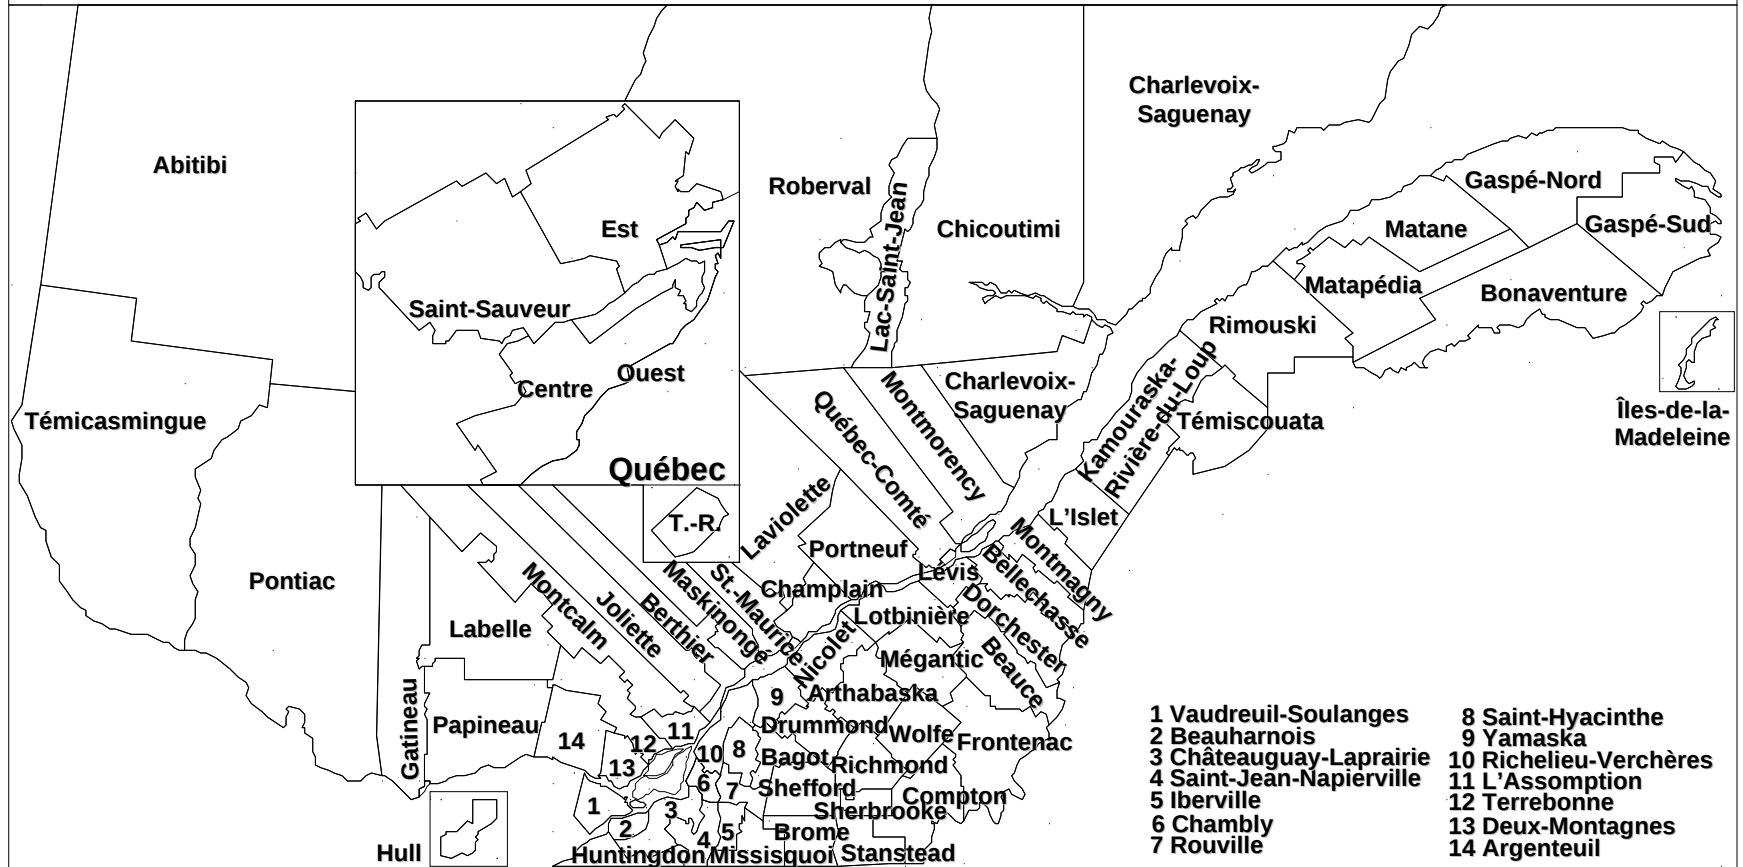 Charlevoix-
Saguenay
Abitibi
Roberval
Lac-Saint-Jean
Chicoutimi
Gaspé-Nord
Matane
Gaspé-Sud
Est
Saint-Sauveur
Centre
Ouest
Québec
Matapédia
Bonaventure
Rimouski
Îles-de-la-
Madeleine
Kamouraska-
Rivière-du-Loup
Témiscouata
Charlevoix-
Saguenay
Montmorency
Québec-Comté
Témicasmingue
T.-R.
Laviolette
Portneuf
Champlain
L’Islet
Montmagny
Bellechasse
Lévis
Dorchester
Beauce
Lotbinière
Pontiac
Labelle
Montcalm
Joliette
Berthier
Maskinongé
St.-Maurice
Nicolet
Mégantic
Arthabaska
Gatineau
Papineau
14
13
12
11
10
9
8
Drummond
Wolfe
Frontenac
Bagot
Richmond
Shefford
Sherbrooke
Compton
1
2
3
4
5
6
7
Brome
Hull
Huntingdon
Missisquoi
Stanstead
1 Vaudreuil-Soulanges
2 Beauharnois
3 Châteauguay-Laprairie
4 Saint-Jean-Napierville
5 Iberville
6 Chambly
7 Rouville
8 Saint-Hyacinthe
9 Yamaska
10 Richelieu-Verchères
11 L’Assomption
12 Terrebonne
13 Deux-Montagnes
14 Argenteuil